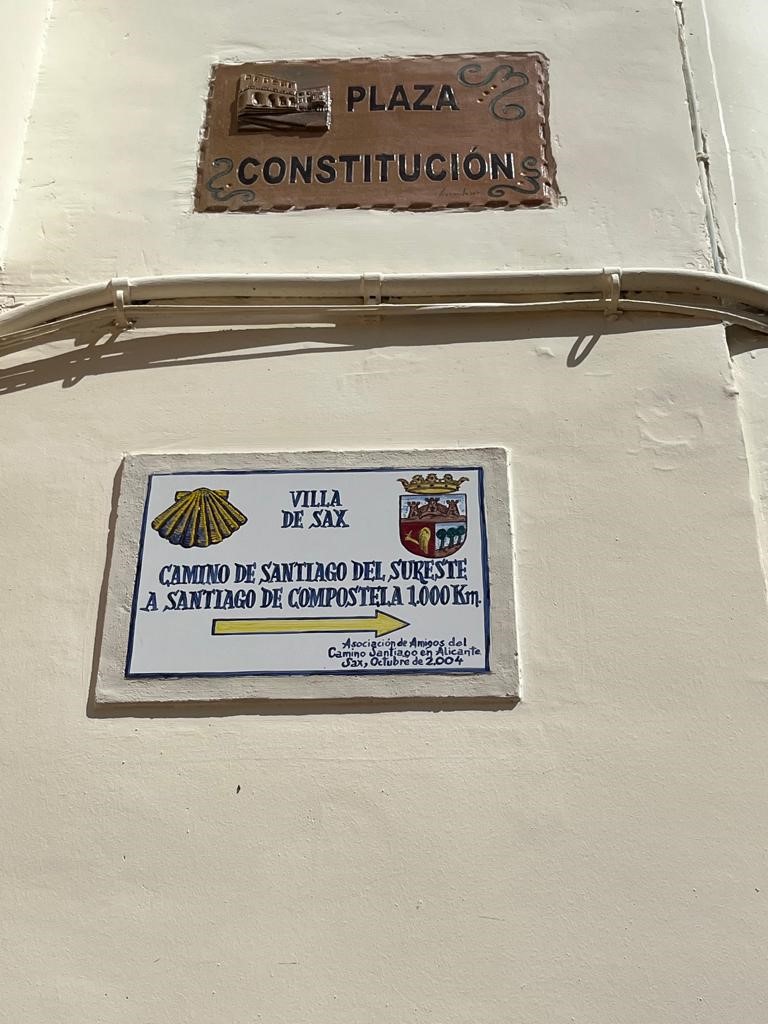 PLAZA
CONSTITUCIÓN
VILLA
DE SAX
CAMINO DE SANTIAGO DEL SURESTE
A SANTIAGO DE COMPOSTELA 1.000 Km.
Asociación de Amigos del
Camino Santiago en Alicante
Sax, Octubre de 2.004